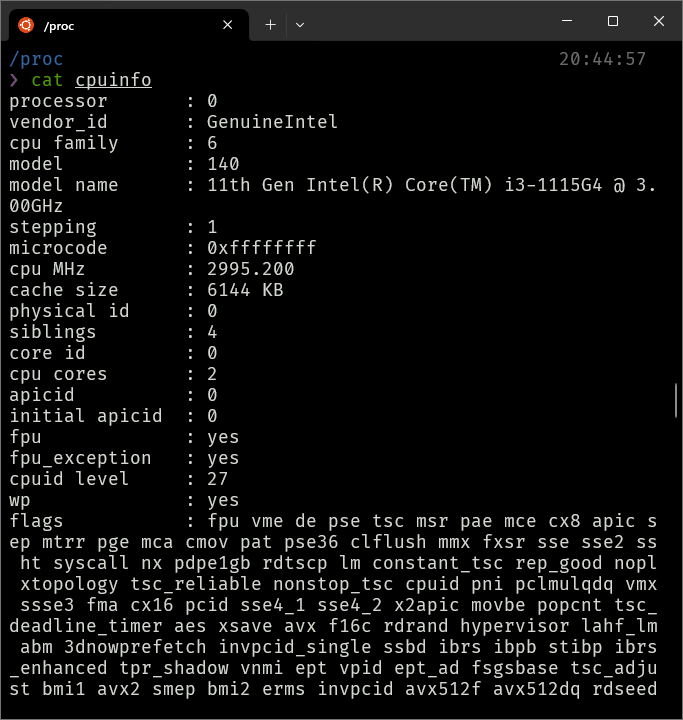 /proc
/proc 20:44:57
❯ cat cpuinfo
processor : 0
vendor_id : GenuineIntel
cpu family : 6
model : 140
model name : 11th Gen Intel(R) Core(TM) i3-1115G4 @ 3.
00GHz
stepping : 1
microcode : 0xffffffff
cpu MHz : 2995.200
cache size : 6144 KB
physical id : 0
siblings : 4
core id : 0
cpu cores : 2
apicid : 0
initial apicid : 0
fpu : yes
fpu_exception : yes
cpuid level : 27
wp : yes
flags : fpu vme de pse tsc msr pae mce cx8 apic s
ep mtrr pge mca cmov pat pse36 clflush mmx fxsr sse sse2 ss
ht syscall nx pdpe1gb rdtscp lm constant_tsc rep_good nopl
xtopology tsc_reliable nonstop_tsc cpuid pni pclmulqdq vmx
ssse3 fma cx16 pcid sse4_1 sse4_2 x2apic movbe popcnt tsc_
deadline_timer aes xsave avx f16c rdrand hypervisor lahf_lm
abm 3dnowprefetch invpcid_single ssbd ibrs ibpb stibp ibrs
_enhanced tpr_shadow vnmi ept vpid ept_ad fsgsbase tsc_adju
st bmi1 avx2 smep bmi2 erms invpcid avx512f avx512dq rdseed